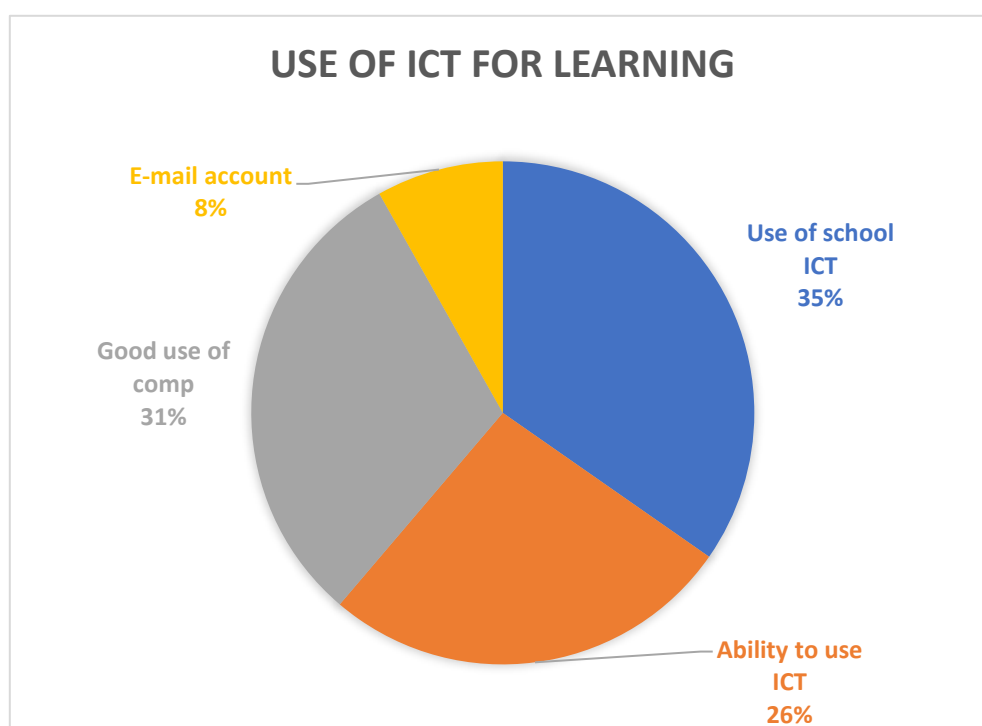 USE OF ICT FOR LEARNING
E-mail account
8%
Use of school
ICT
35%
Good use of
comp
31%
Ability to use
ICT
26%